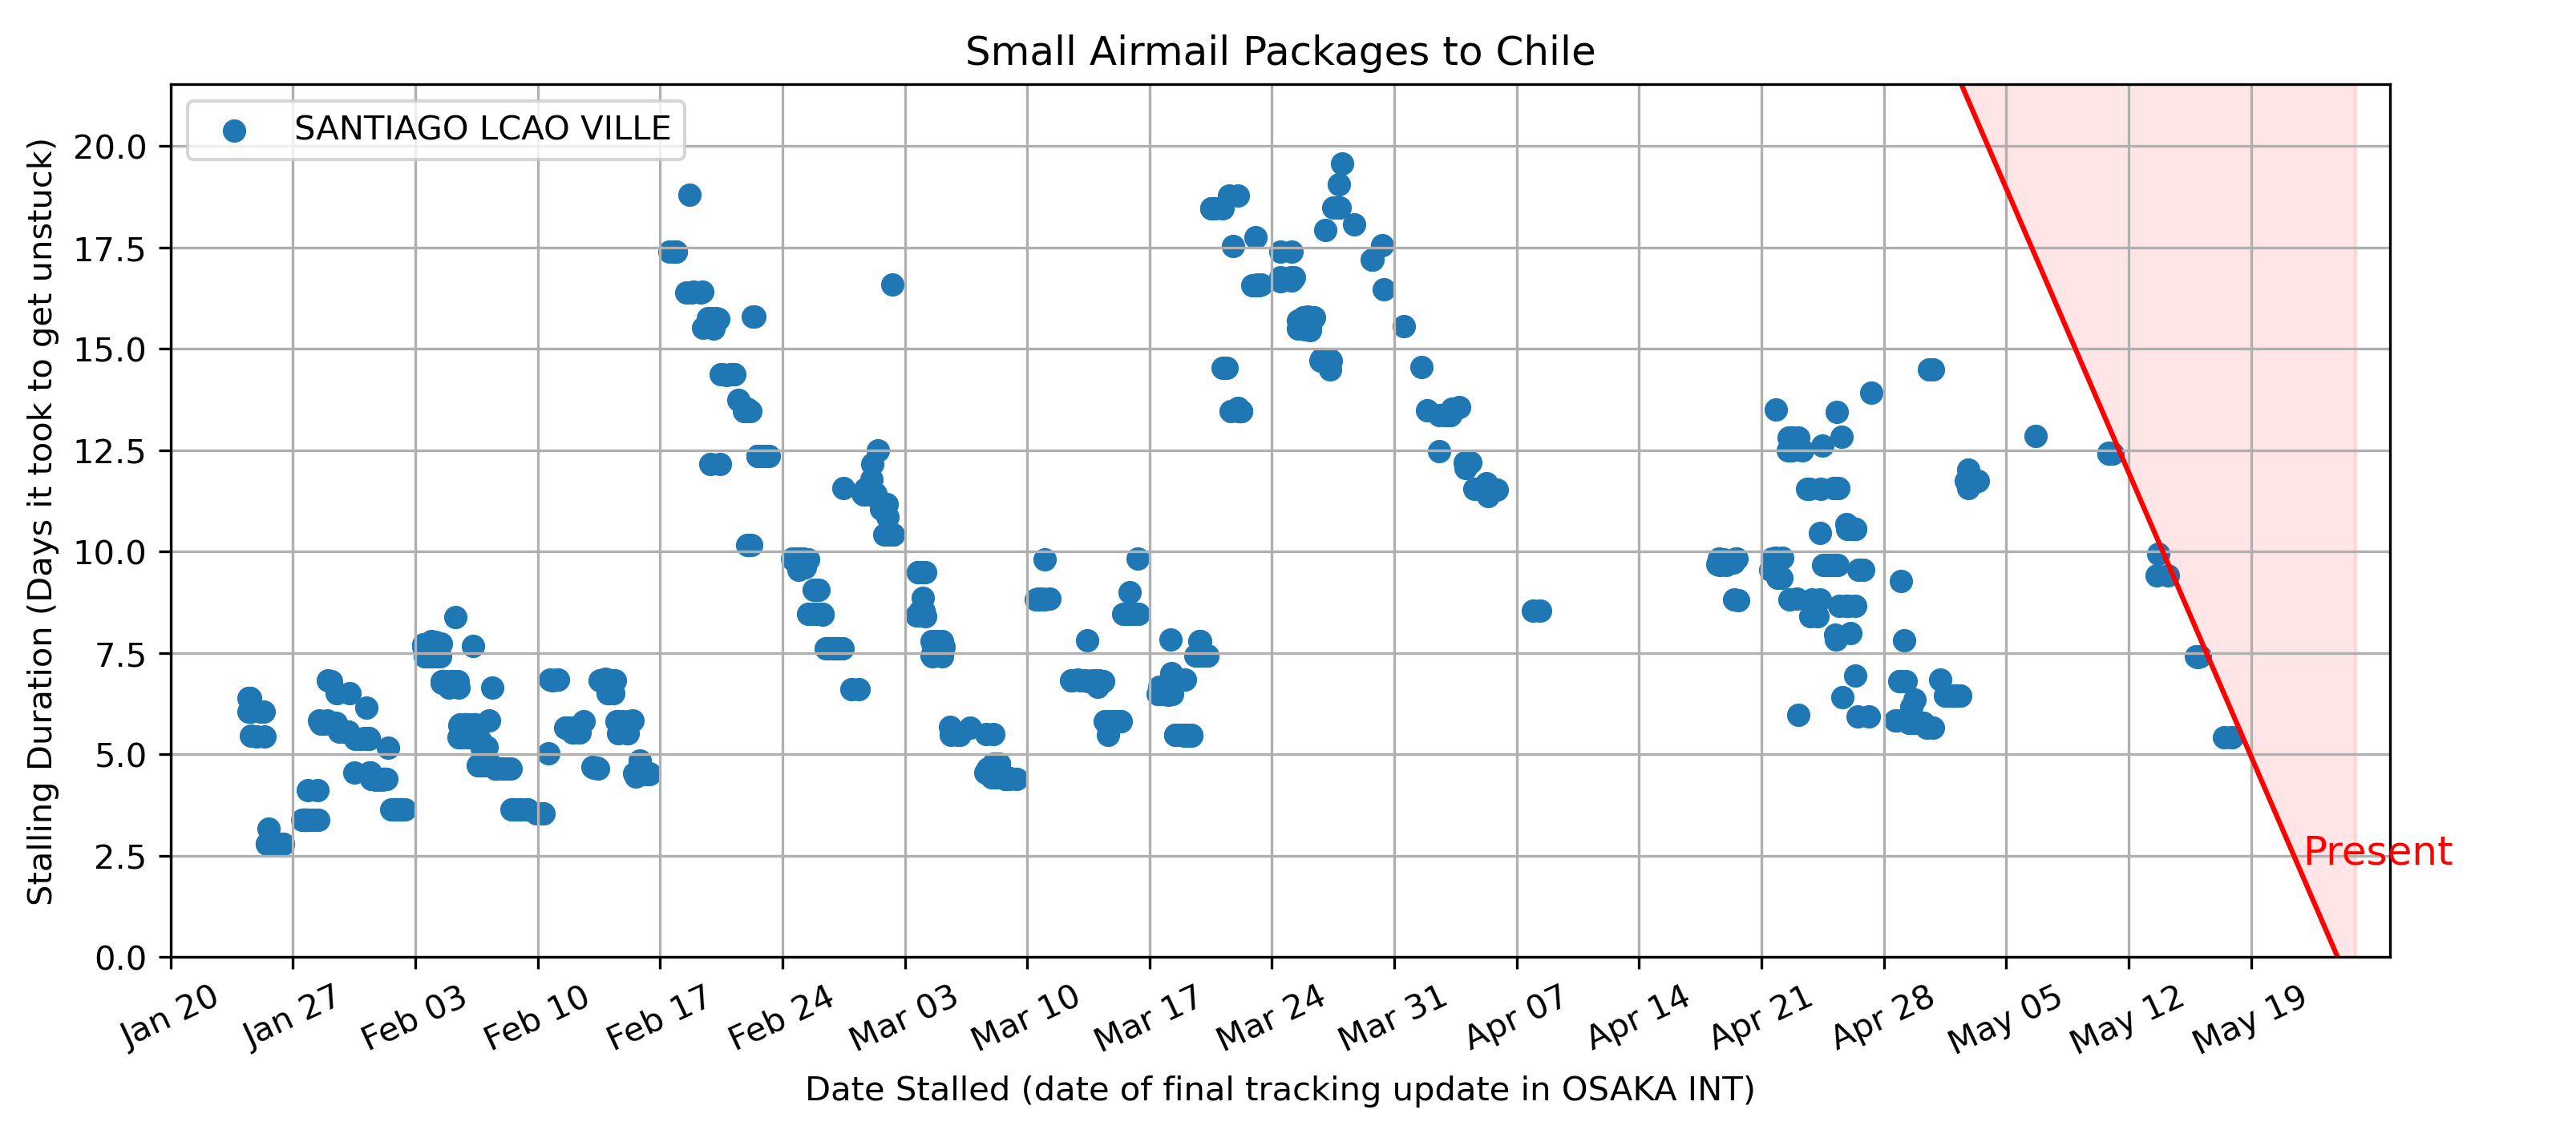 Small Airmail Packages to Chile
SANTIAGO LCAO VILLE
Stalling Duration (Days it took to get unstuck)
20.0
17.5
15.0
12.5
10.0
7.5
5.0
2.5
0.0
Present
Jan 20
Jan 27
Feb 03
Feb 10
Feb 17
Feb 24
Mar 03
Mar 10
Mar 17
Mar 24
Mar 31
Apr 07
Apr 14
Apr 21
Apr 28
May 05
May 12
May 19
Date Stalled (date of final tracking update in OSAKA INT)